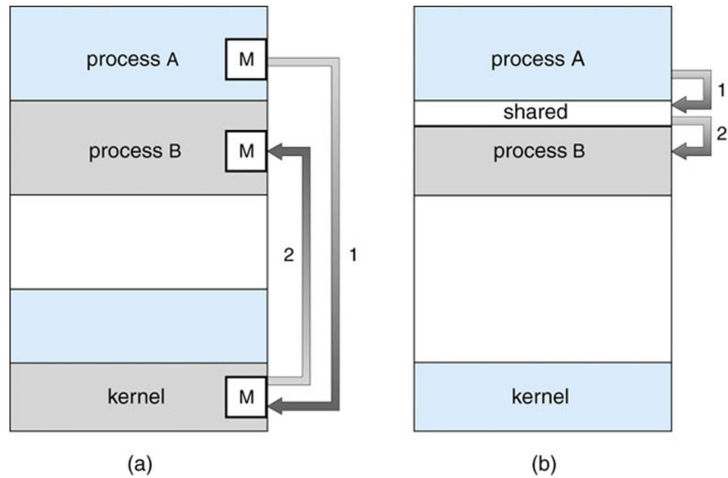 process A
M
process B
M
2
1
kernel
M
(a)
process A
1
shared
2
process B
kernel
(b)